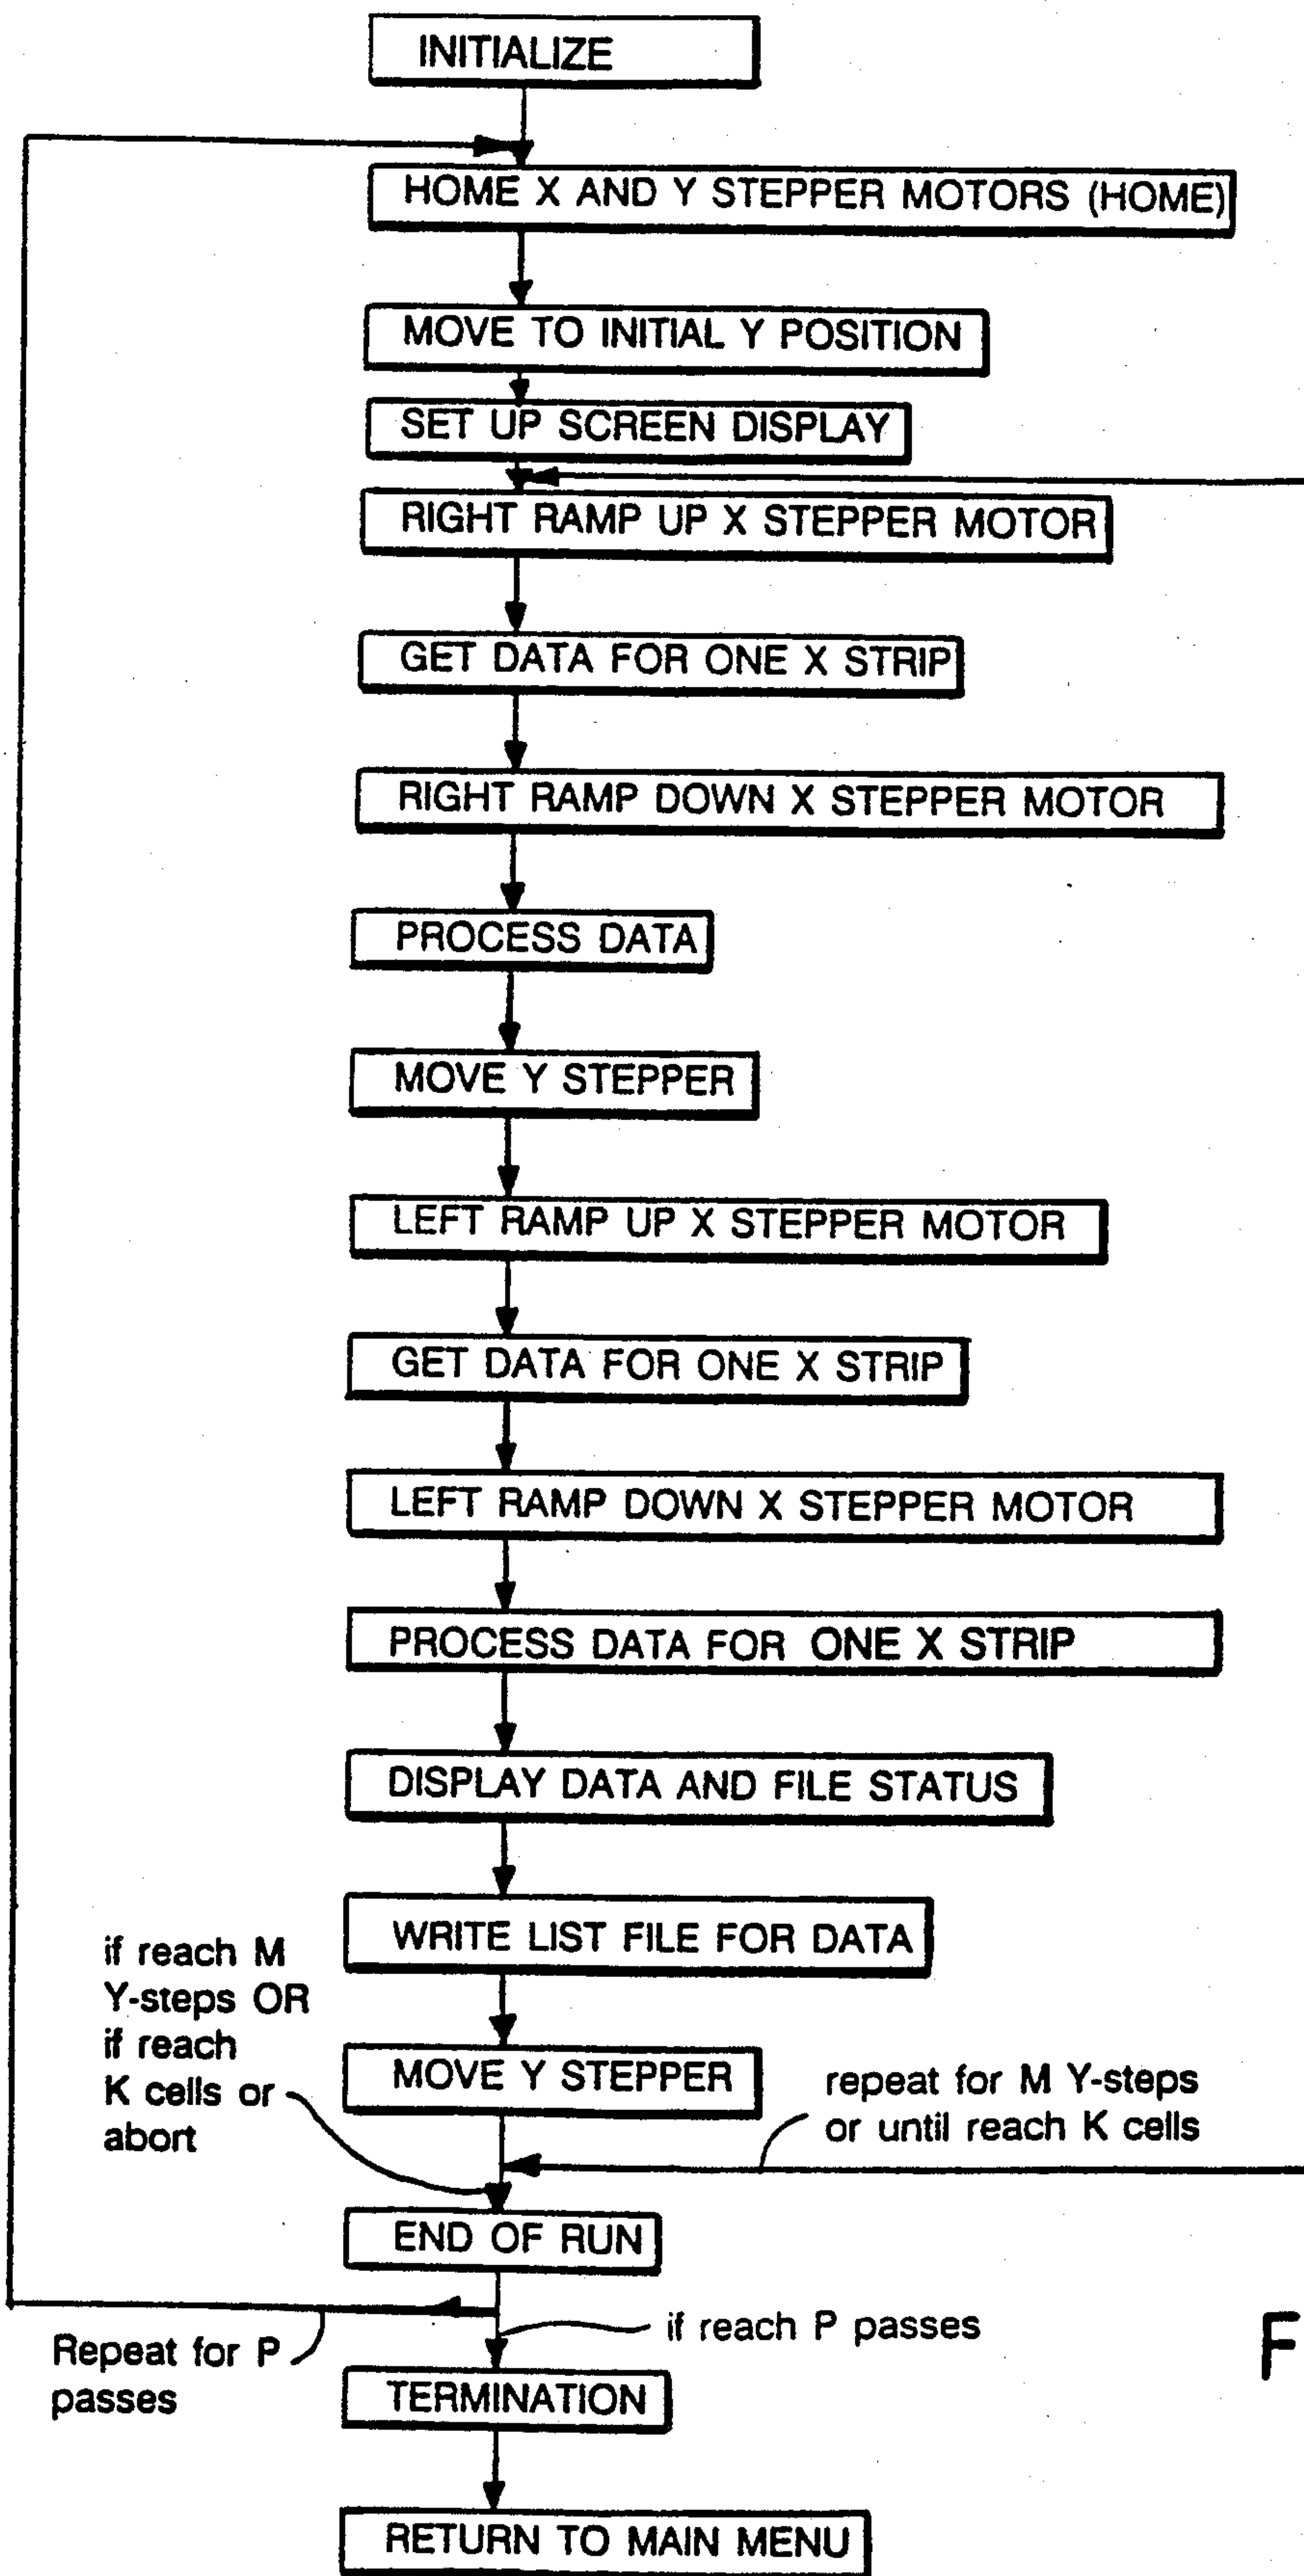 INITIALIZE
HOME X AND Y STEPPER MOTORS (HOME)
MOVE TO INITIAL Y POSITION
SET UP SCREEN DISPLAY
RIGHT RAMP UP X STEPPER MOTOR
GET DATA FOR ONE X STRIP
RIGHT RAMP DOWN X STEPPER MOTOR
PROCESS DATA
MOVE Y STEPPER
LEFT RAMP UP X STEPPER MOTOR
GET DATA FOR ONE X STRIP
LEFT RAMP DOWN X STEPPER MOTOR
PROCESS DATA FOR ONE X STRIP
DISPLAY DATA AND FILE STATUS
WRITE LIST FILE FOR DATA
if reach M
Y-steps OR
if reach
K cells or
abort
MOVE Y STEPPER
repeat for M Y-steps
or until reach K cells
END OF RUN
if reach P passes
Repeat for P
passes
F
TERMINATION
RETURN TO MAIN MENU